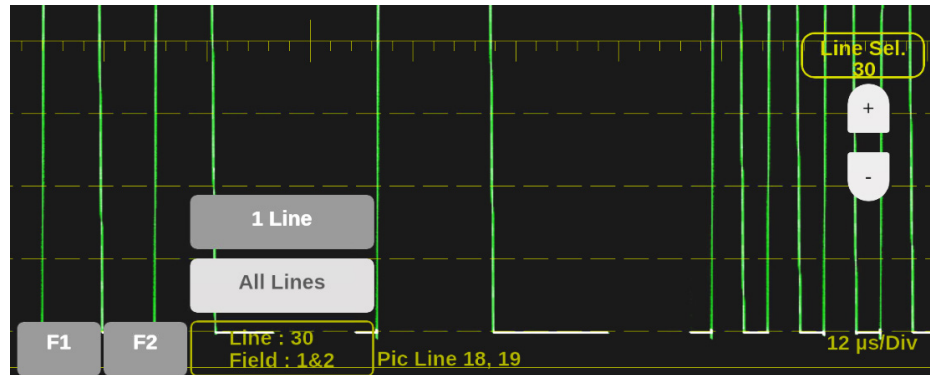 Line Sel.
30
+
-
1 Line
All Lines
F1
F2
Line : 30
Field : 1&2
Pic Line 18, 19
12 µs/Div